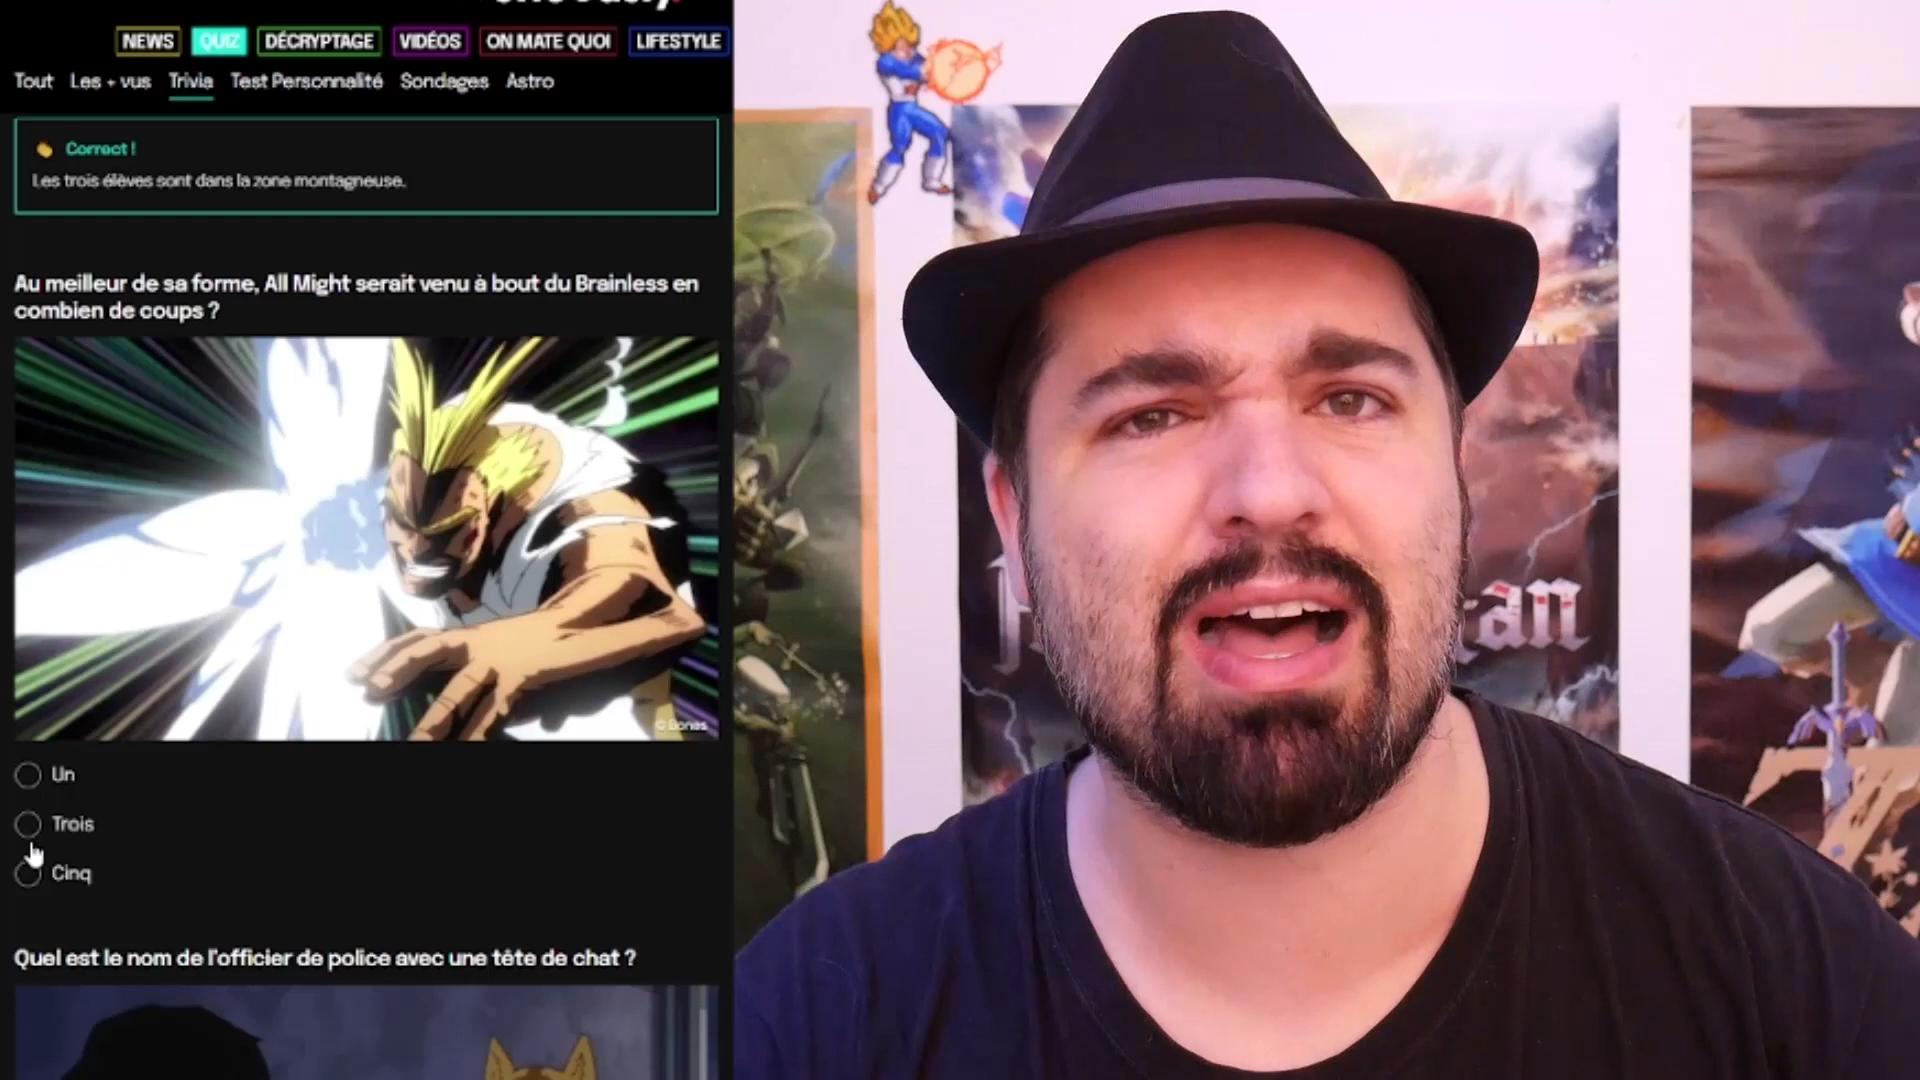 NEWS QUIZ DÉCRYPTAGE VIDÉOS ON MATE QUOI LIFESTYLE
Tout Les + vus Trivia Test Personnalité Sondages Astro
Correct !
Les trois élèves sont dans la zone montagneuse.
Au meilleur de sa forme, All Might serait venu à bout du Brainless en
combien de coups ?
© Bones
Un
Trois
Cinq
Quel est le nom de l'officier de police avec une tête de chat ?